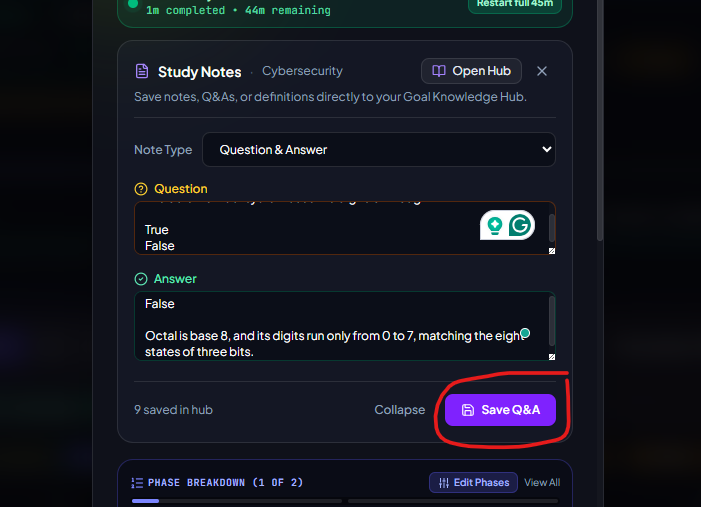 1m completed • 44m remaining
Restart full 45m
Study Notes · Cybersecurity
Open Hub
Save notes, Q&As, or definitions directly to your Goal Knowledge Hub.
Note Type
Question & Answer
Question
True
False
Answer
False
Octal is base 8, and its digits run only from 0 to 7, matching the eight
states of three bits.
9 saved in hub
Collapse
Save Q&A
PHASE BREAKDOWN (1 OF 2)
Edit Phases
View All